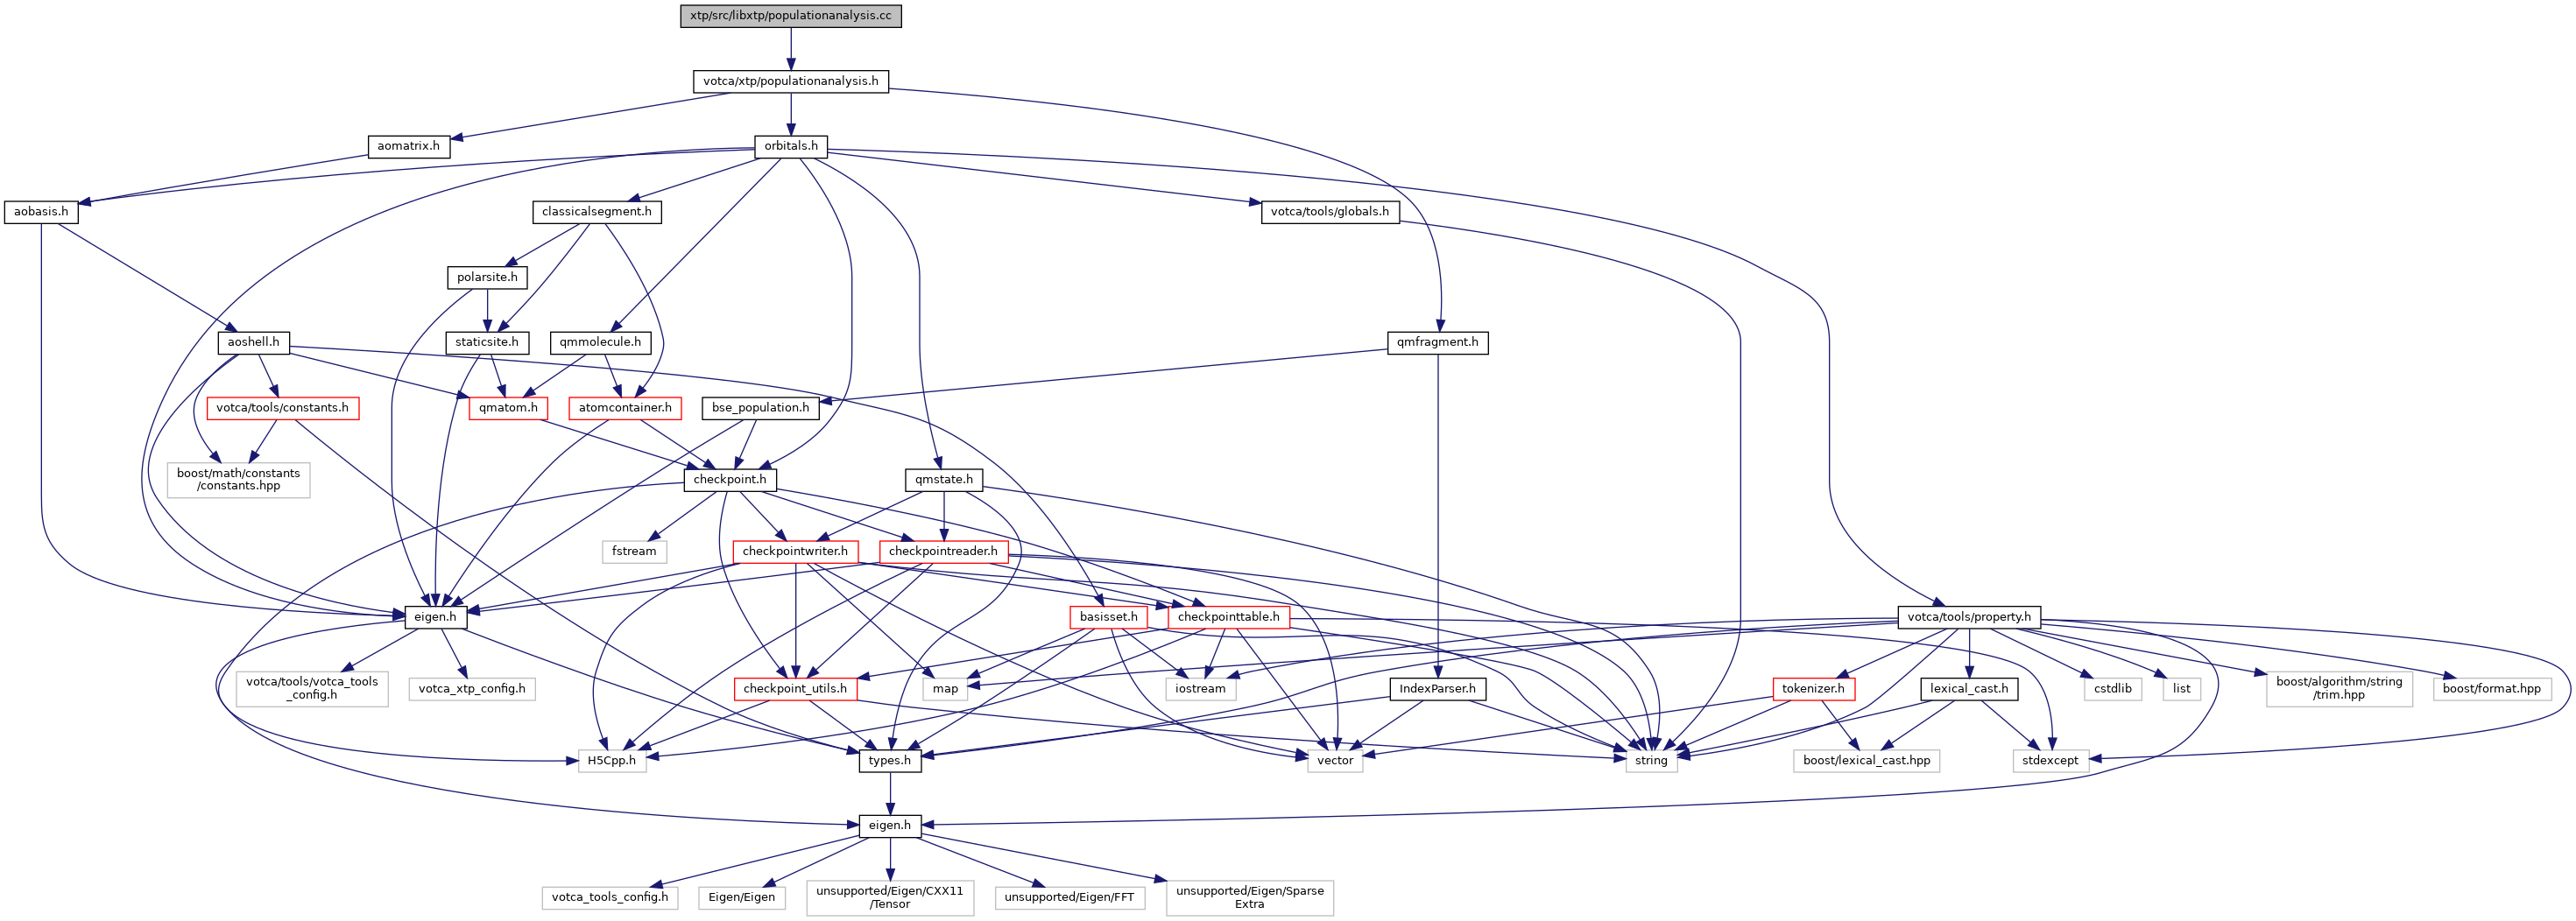 xtp/src/libxtp/populationanalysis.cc
votca/xtp/populationanalysis.h
aomatrix.h
orbitals.h
aobasis.h
classicalsegment.h
votca/tools/globals.h
polarsite.h
aoshell.h
staticsite.h
qmmolecule.h
qmfragment.h
votca/tools/constants.h
qmatom.h
atomcontainer.h
bse_population.h
boost/math/constants
/constants.hpp
checkpoint.h
qmstate.h
fstream
checkpointwriter.h
checkpointreader.h
eigen.h
basisset.h
checkpointtable.h
votca/tools/property.h
votca/tools/votca_tools
_config.h
votca_xtp_config.h
checkpoint_utils.h
map
iostream
IndexParser.h
tokenizer.h
lexical_cast.h
cstdlib
list
boost/algorithm/string
/trim.hpp
boost/format.hpp
H5Cpp.h
types.h
vector
string
boost/lexical_cast.hpp
stdexcept
eigen.h
votca_tools_config.h
Eigen/Eigen
unsupported/Eigen/CXX11
/Tensor
unsupported/Eigen/FFT
unsupported/Eigen/Sparse
Extra